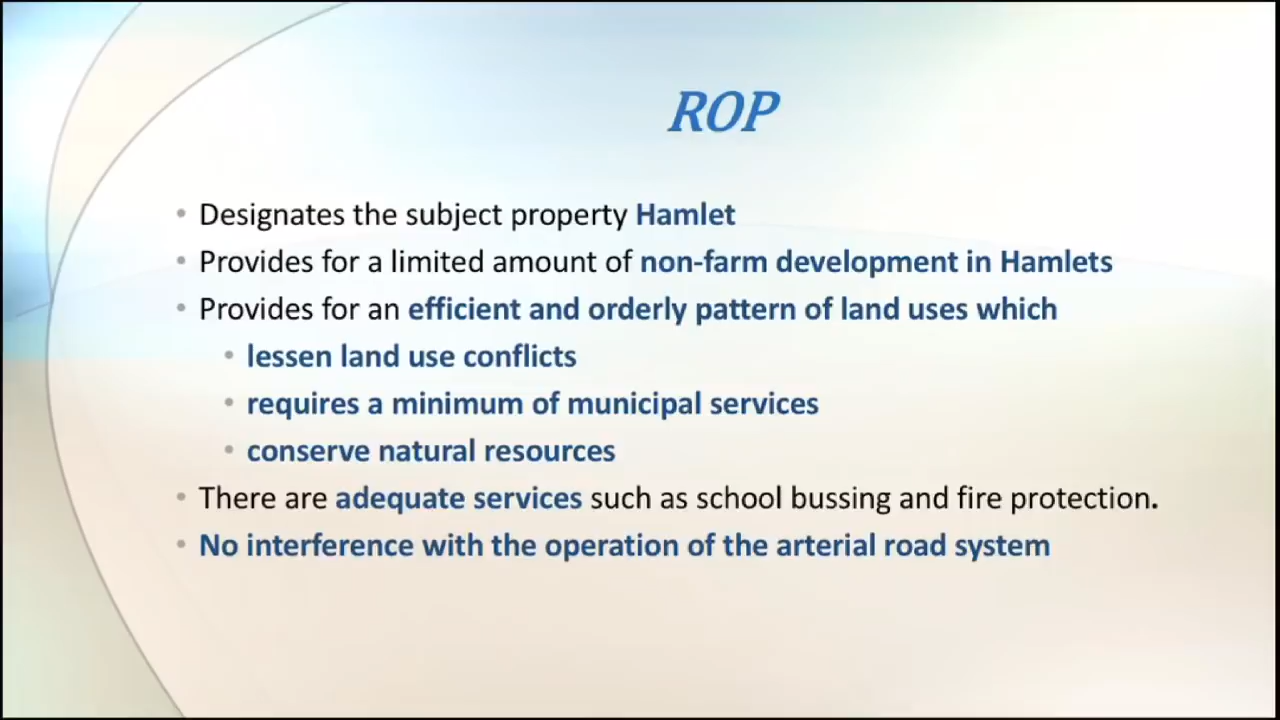 ROP
• Designates the subject property Hamlet
• Provides for a limited amount of non-farm development in Hamlets
• Provides for an efficient and orderly pattern of land uses which
• lessen land use conflicts
• requires a minimum of municipal services
• conserve natural resources
• There are adequate services such as school bussing and fire protection.
• No interference with the operation of the arterial road system